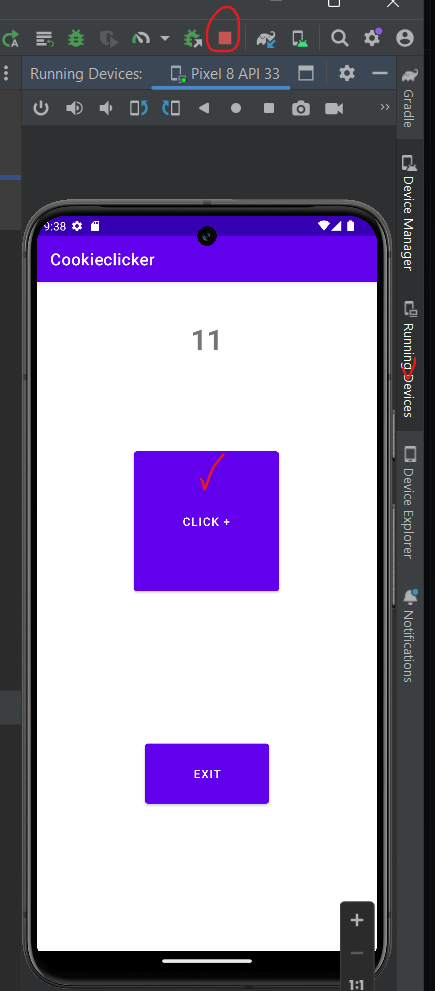 Running Devices:
Pixel 8 API 33
Gradle
Device Manager
Running Devices
Device Explorer
Notifications
9:38
Cookieclicker
11
CLICK +
EXIT
+
−
1:1